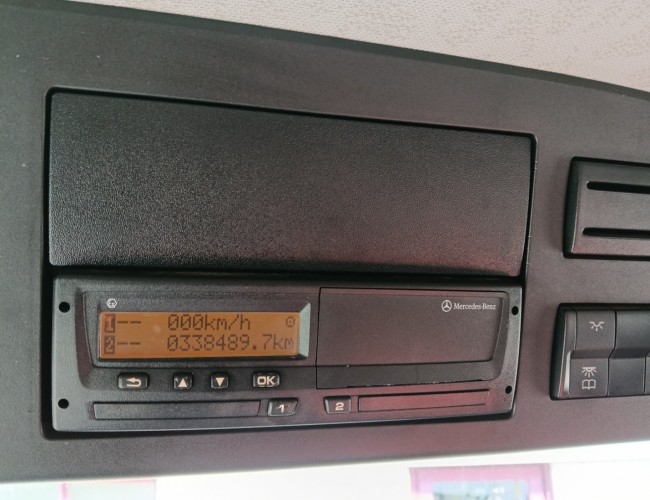 Mercedes-Benz
1 -- 000km/h
2 -- 0338489.7km
OK
1 2